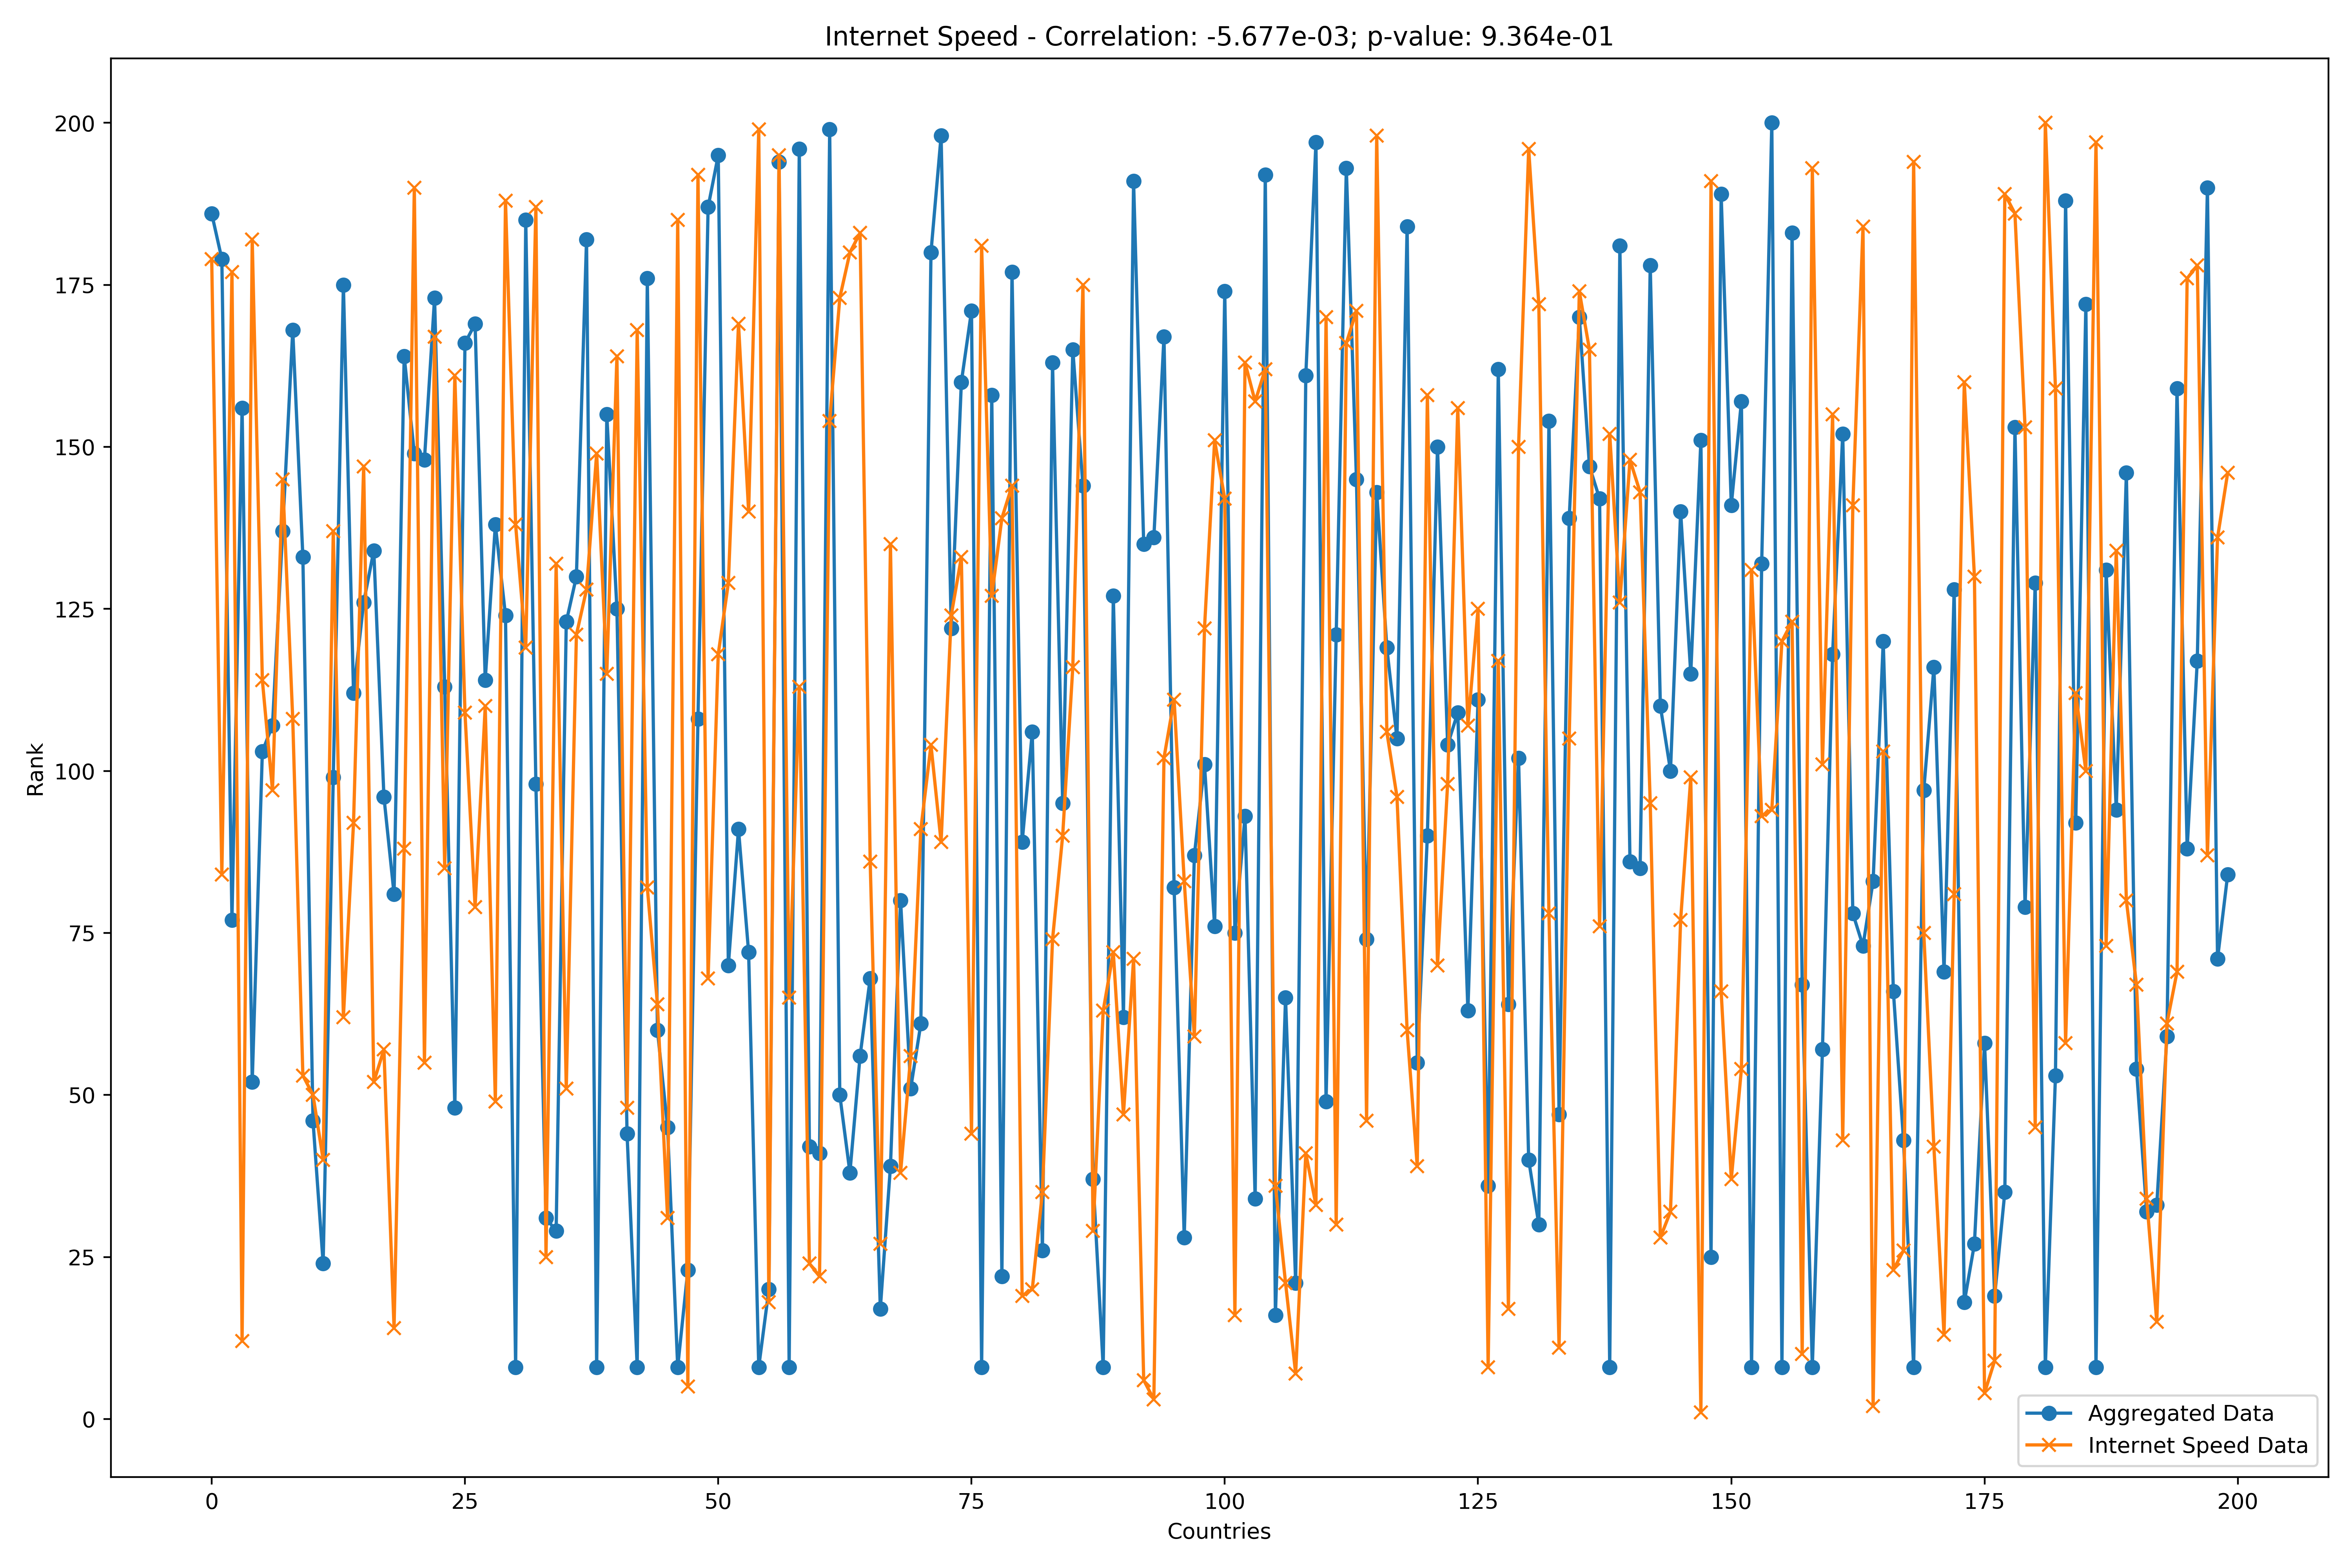 Internet Speed - Correlation: -5.677e-03; p-value: 9.364e-01
200
175
150
125
100
75
50
25
0
Rank
0 25 50 75 100 125 150 175 200
Countries
Aggregated Data
Internet Speed Data